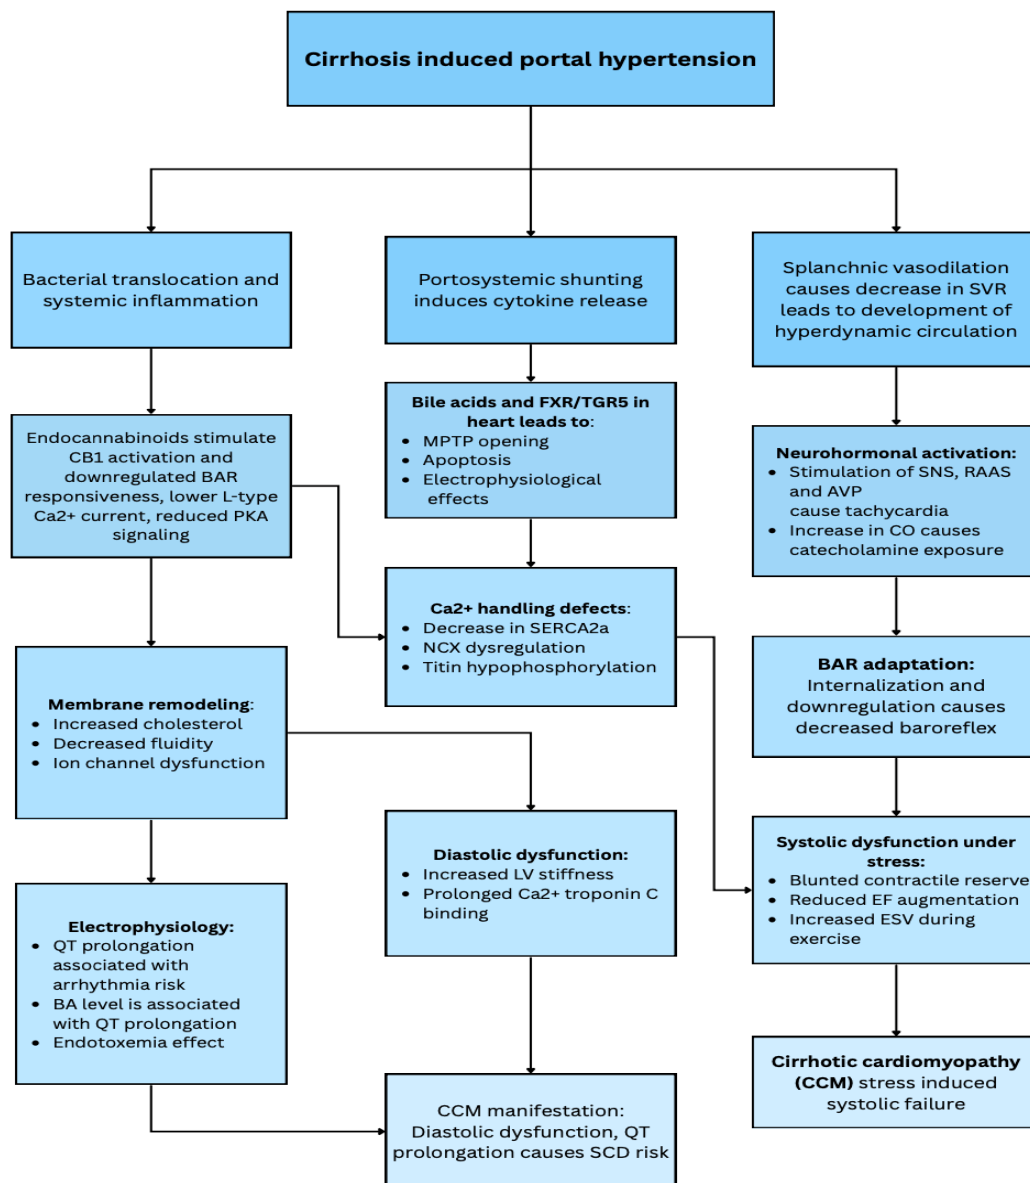 Cirrhosis induced portal hypertension
Bacterial translocation and
systemic inflammation
Portosystemic shunting
induces cytokine release
Splanchnic vasodilation
causes decrease in SVR
leads to development of
hyperdynamic circulation
Endocannabinoids stimulate
CB1 activation and
downregulated BAR
responsiveness, lower L-type
Ca2+ current, reduced PKA
signaling
Bile acids and FXR/TGR5 in
heart leads to:
• MPTP opening
• Apoptosis
• Electrophysiological
effects
Neurohormonal activation:
• Stimulation of SNS, RAAS
and AVP
cause tachycardia
• Increase in CO causes
catecholamine exposure
Ca2+ handling defects:
• Decrease in SERCA2a
• NCX dysregulation
• Titin hypophosphorylation
Membrane remodeling:
• Increased cholesterol
• Decreased fluidity
• Ion channel dysfunction
BAR adaptation:
Internalization and
downregulation causes
decreased baroreflex
Diastolic dysfunction:
• Increased LV stiffness
• Prolonged Ca2+ troponin C
binding
Systolic dysfunction under
stress:
• Blunted contractile reserve
• Reduced EF augmentation
• Increased ESV during
exercise
Electrophysiology:
• QT prolongation
associated with
arrhythmia risk
• BA level is associated
with QT prolongation
• Endotoxemia effect
CCM manifestation:
Diastolic dysfunction, QT
prolongation causes SCD risk
Cirrhotic cardiomyopathy
(CCM) stress induced
systolic failure